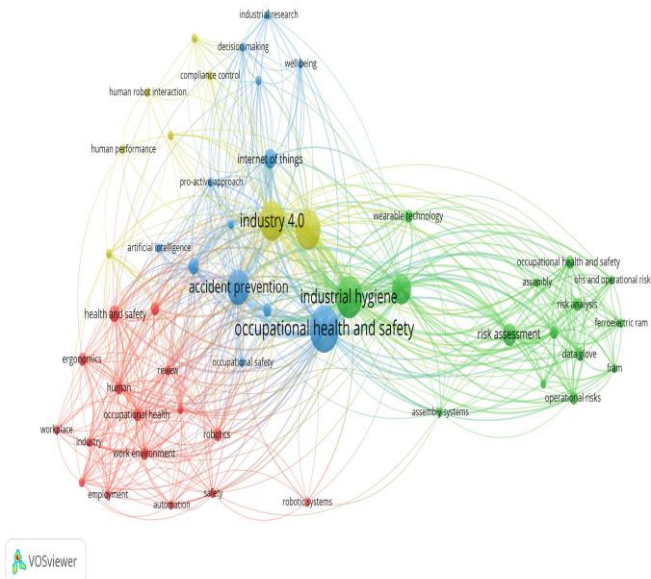 industrial research
decision making
well being
compliance control
human robot interaction
human performance
internet of things
pro-active approach
industry 4.0
wearable technology
artificial intelligence
occupational health and safety
assembly
ohs and operational risk
accident prevention
industrial hygiene
risk analysis
health and safety
ferroelectric ram
occupational health and safety
risk assessment
data glove
ergonomics
review
occupational safety
fram
human
operational risks
occupational health
assembly systems
workplace
robotics
industry
work environment
employment
safety
automation
robotic systems
VOSviewer